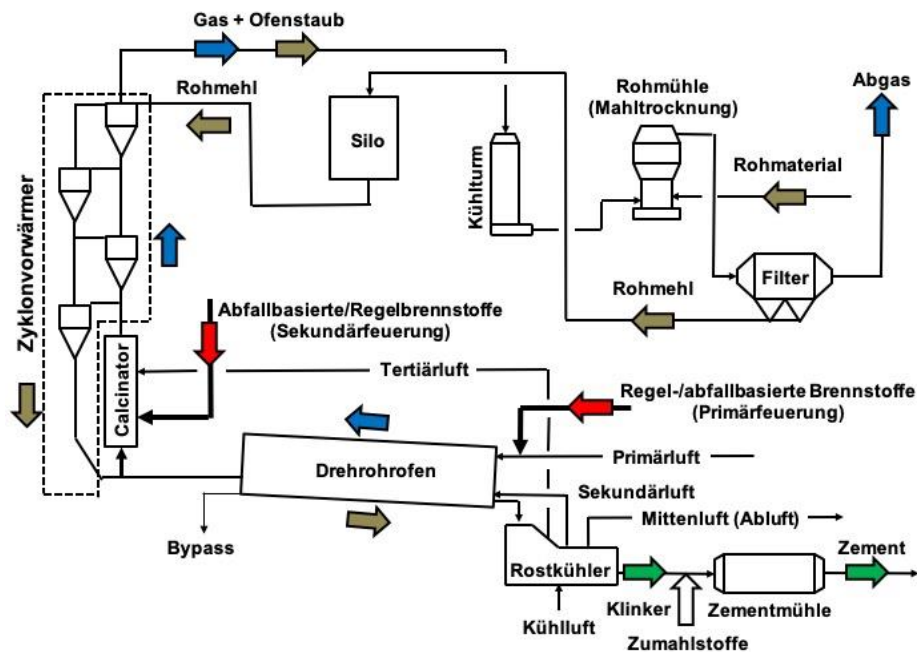 Gas + Ofenstaub
Rohmehl
Silo
Kühlturm
Rohmühle
(Mahltrocknung)
Abgas
Rohmaterial
Filter
Rohmehl
Zyklonvorwärmer
Abfallbasierte/Regelbrennstoffe
(Sekundärfeuerung)
Calcinator
Tertiärluft
Regel-/abfallbasierte Brennstoffe
(Primärfeuerung)
Drehrohrofen
Primärluft
Sekundärluft
Mittenluft (Abluft)
Bypass
Rostkühler
Klinker
Zement
Zementmühle
Kühlluft
Zumahlstoffe